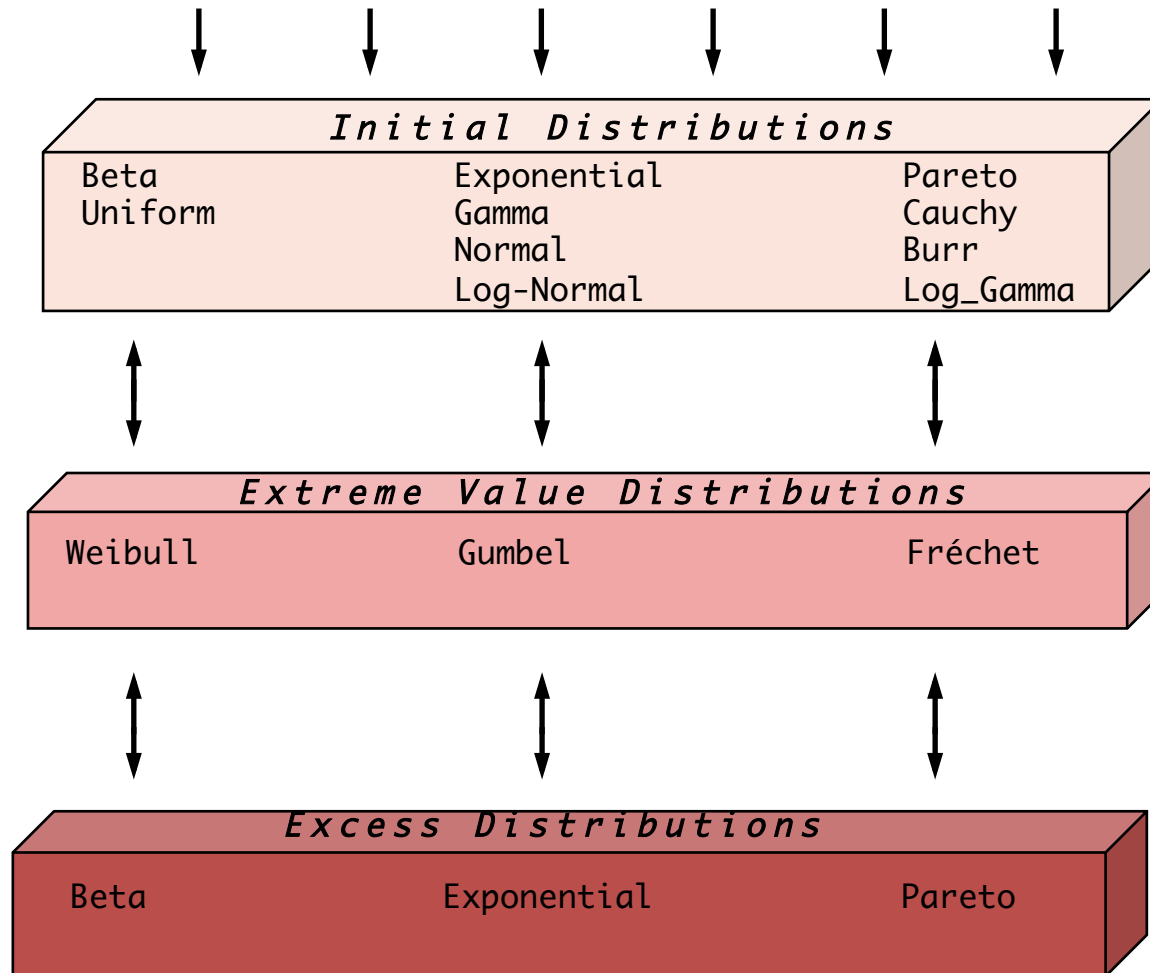 Initial Distributions
Beta Exponential Pareto
Uniform Gamma Cauchy
Normal Burr
Log-Normal Log_Gamma
Extreme Value Distributions
Weibull Gumbel Fréchet
Excess Distributions
Beta Exponential Pareto